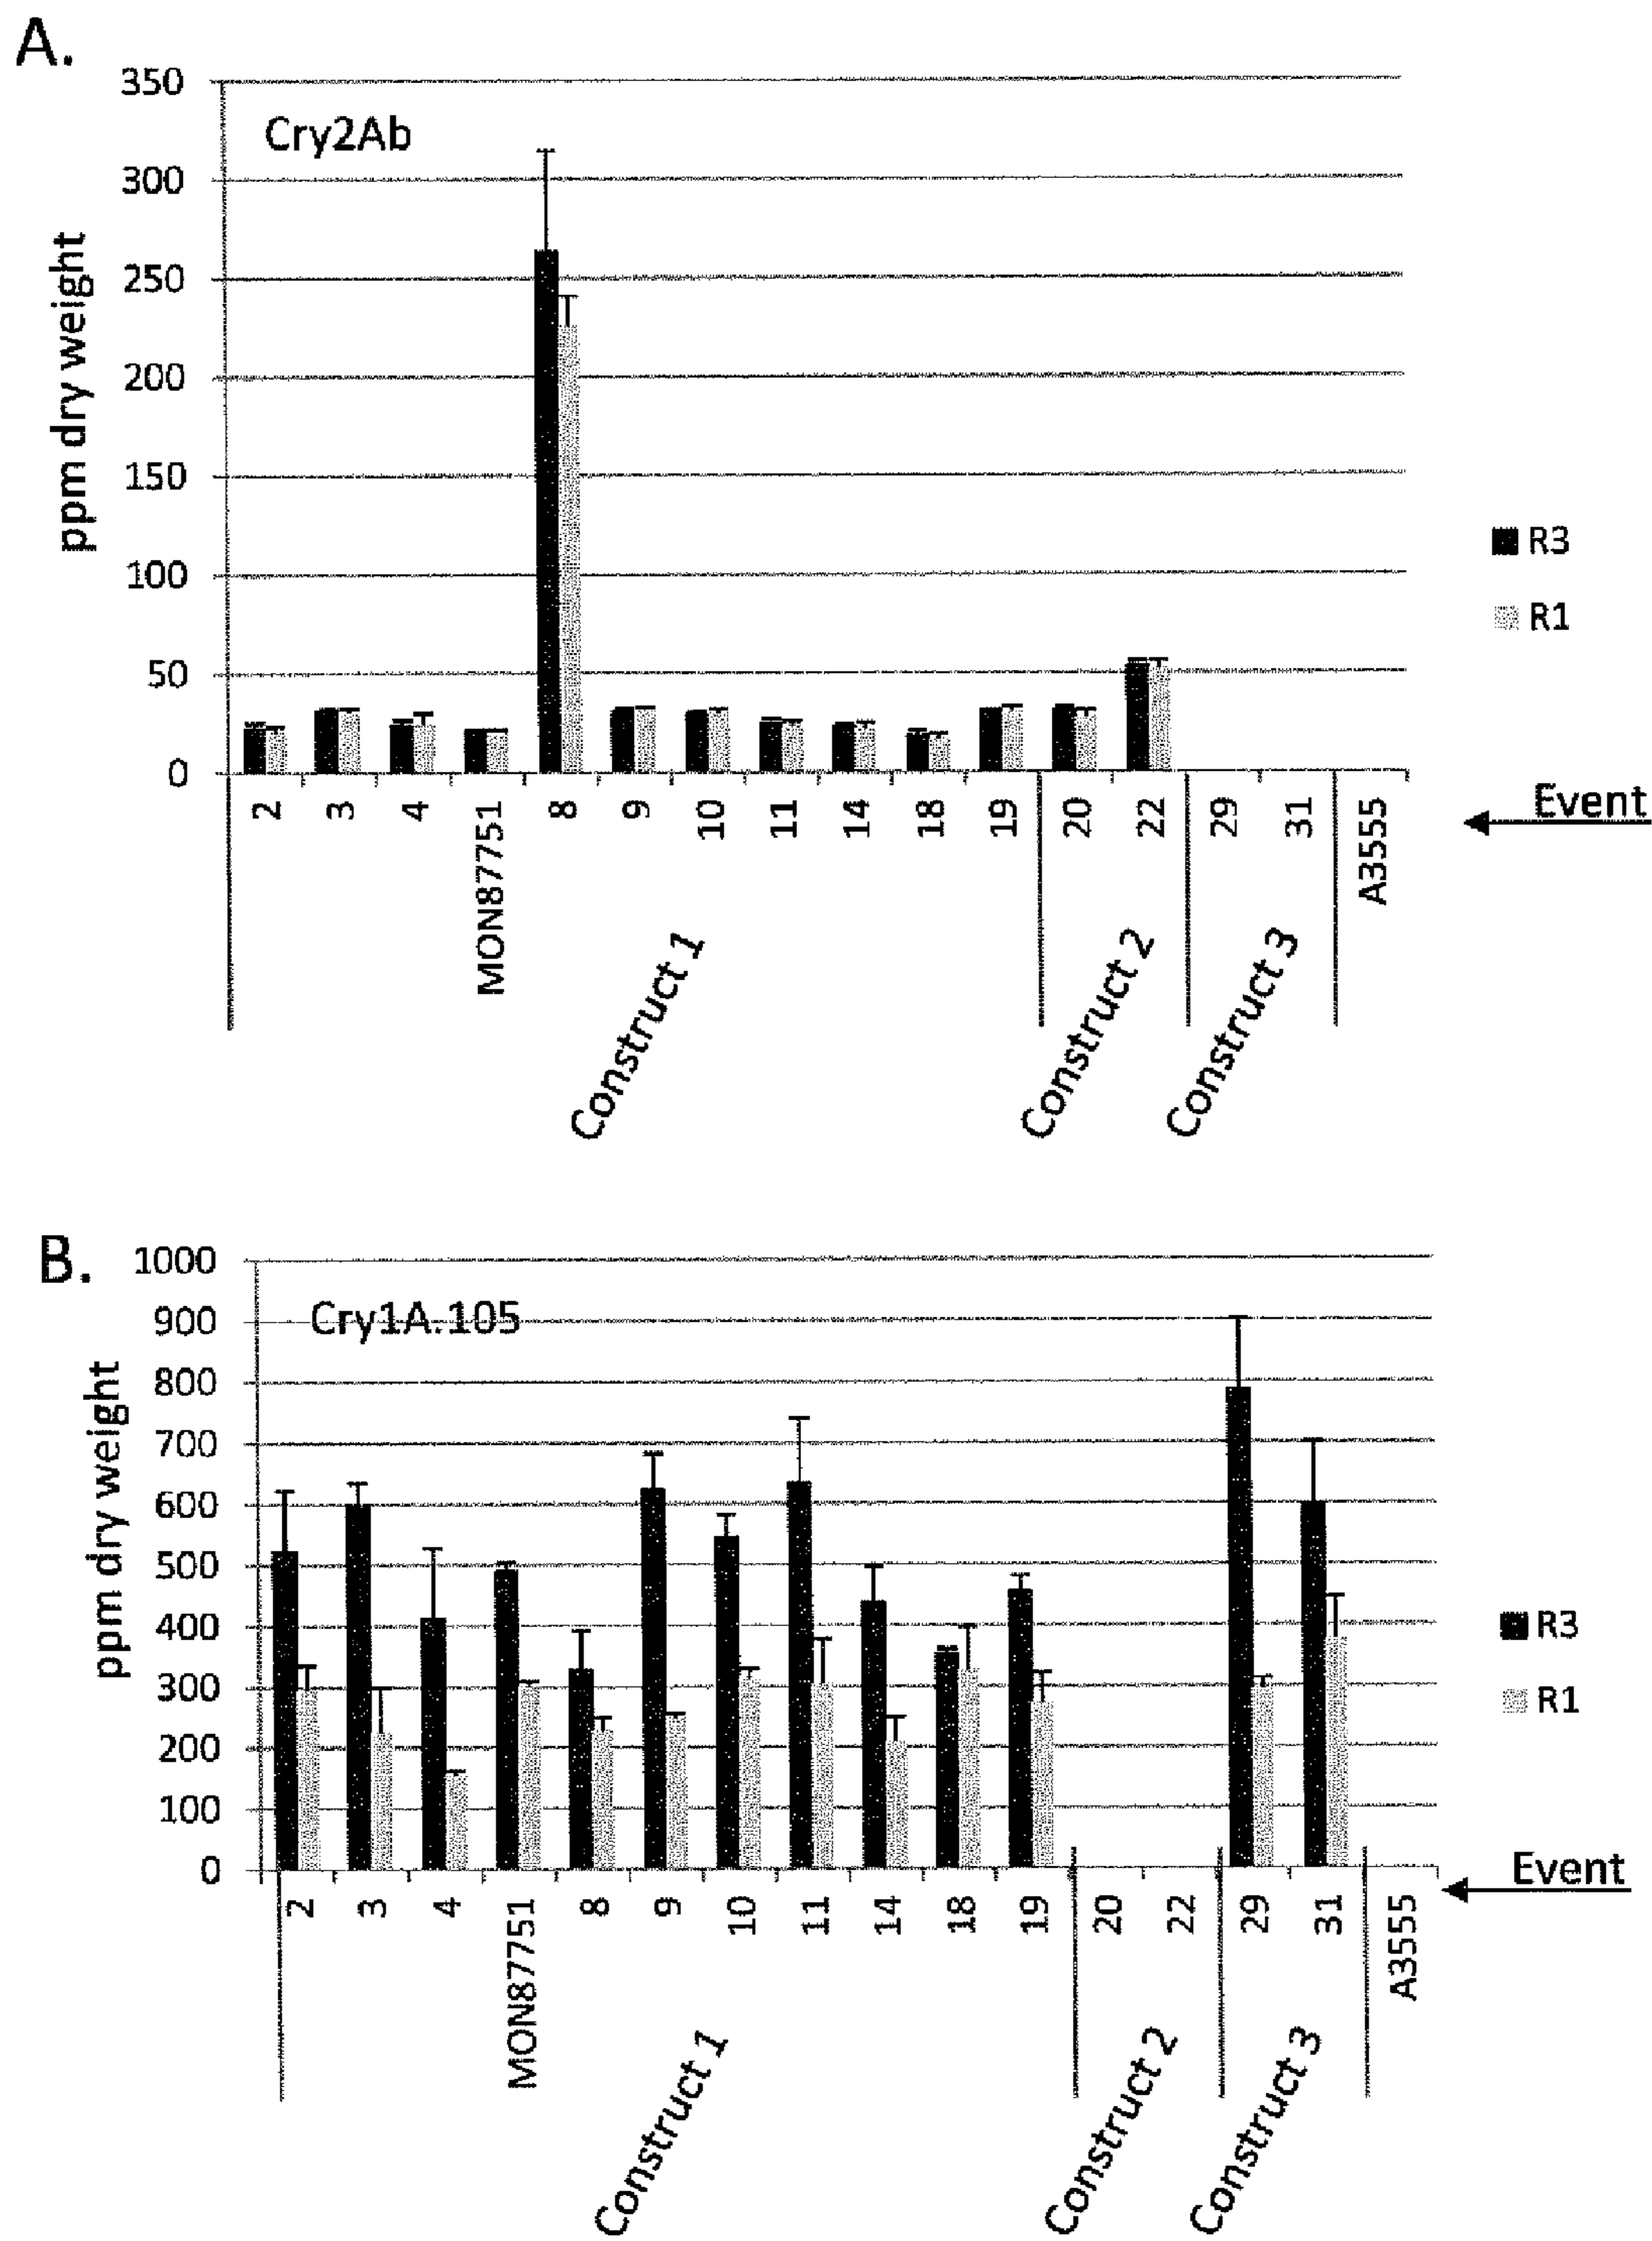 A.
Cry2Ab
ppm dry weight
350
300
250
200
150
100
50
0
R3
R1
2
3
4
MON87751
8
9
10
11
14
18
19
20
22
29
31
A3555
Event
Construct 1
Construct 2
Construct 3
B.
Cry1A.105
ppm dry weight
1000
900
800
700
600
500
400
300
200
100
0
R3
R1
2
3
4
MON87751
8
9
10
11
14
18
19
20
22
29
31
A3555
Event
Construct 1
Construct 2
Construct 3